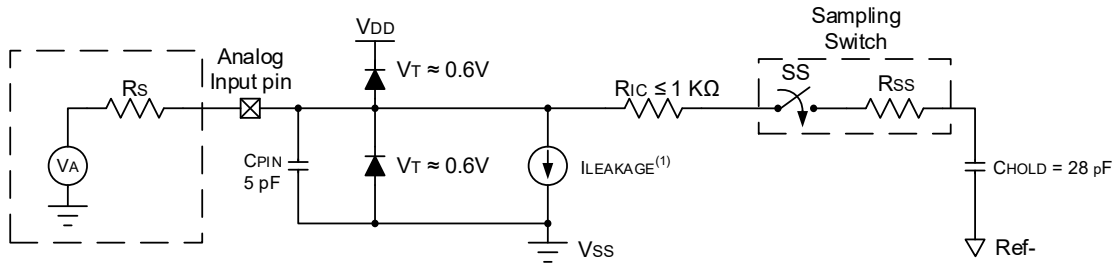 Sampling
Switch
VDD
Analog
Input pin
VT ≈ 0.6V
RS
RIC ≤ 1 KΩ
SS
RSS
VA
CPIN
5 pF
VT ≈ 0.6V
ILEAKAGE(1)
CHOLD = 28 pF
VSS
Ref-